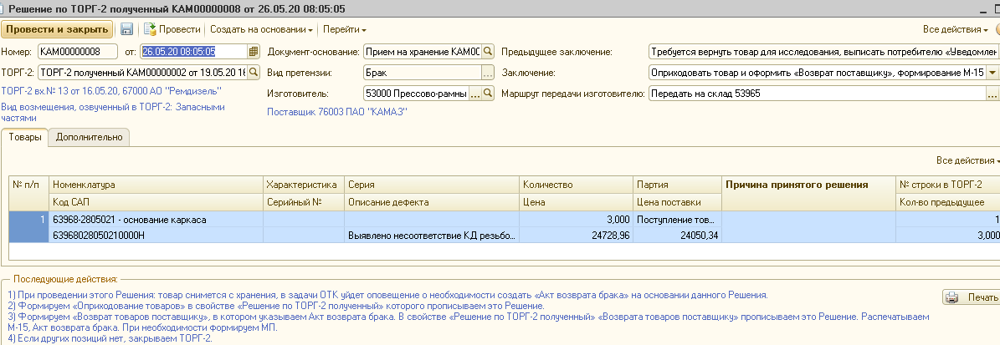 Решение по ТОРГ-2 полученный КАМ00000008 от 26.05.20 08:05:05
Провести и закрыть Провести Создать на основании Перейти Все действия
Номер: КАМ00000008 от: 26.05.20 08:05:05 Документ-основание: Прием на хранение КАМ00 Предыдущее заключение: Требуется вернуть товар для исследования, выписать потребителю «Уведомлен
ТОРГ-2: ТОРГ-2 полученный КАМ00000002 от 19.05.20 16 Вид претензии: Брак Заключение: Оприходовать товар и оформить «Возврат поставщику», формирование М-15
ТОРГ-2 вх.№ 13 от 16.05.20, 67000 АО "Ремдизель" Изготовитель: 53000 Прессово-рамны Маршрут передачи изготовителю: Передать на склад 53965
Вид возмещения, озвученный в ТОРГ-2: Запасными
частями
Поставщик 76003 ПАО "КАМАЗ"
Товары Дополнительно
Все действия
№ п/п Номенклатура Характеристика Серия Количество Партия Причина принятого решения № строки в ТОРГ-2
Код САП Серийный № Описание дефекта Цена Цена поставки Кол-во предыдущее
1 63968-2805021 - основание каркаса 3,000 Поступление тов... 1
63968028050210000Н Выявлено несоответствие КД резьбо... 24728,96 24050,34 3,000
Последующие действия:
1) При проведении этого Решения: товар снимется с хранения, в задачи ОТК уйдет оповещение о необходимости создать «Акт возврата брака» на основании данного Решения.
2) Формируем «Оприходование товаров» в свойстве «Решение по ТОРГ-2 полученный» которого прописываем это Решение.
3) Формируем «Возврат товаров поставщику», в котором указываем Акт возврата брака. В свойстве «Решение по ТОРГ-2 полученный» «Возврата товаров поставщику» прописываем это Решение. Распечатываем
М-15, Акт возврата брака. При необходимости формируем МП.
4) Если других позиций нет, закрываем ТОРГ-2.
Печать